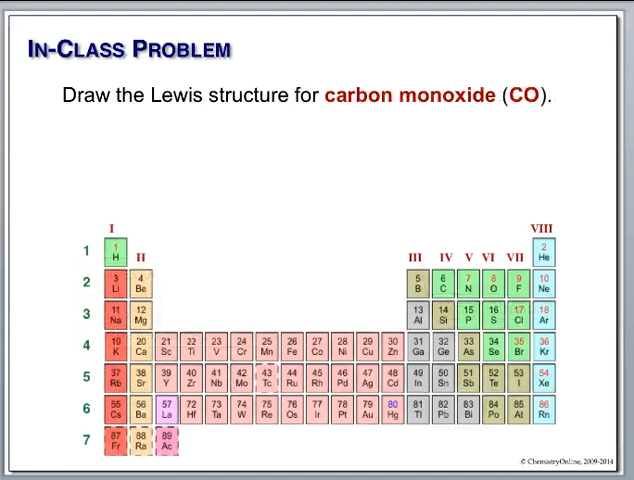 IN-CLASS PROBLEM
Draw the Lewis structure for carbon monoxide (CO).
I VIII
1 1 H 2 He
II III IV V VI VII
2 3 Li 4 Be 5 B 6 C 7 N 8 O 9 F 10 Ne
3 11 Na 12 Mg 13 Al 14 Si 15 P 16 S 17 Cl 18 Ar
4 19 K 20 Ca 21 Sc 22 Ti 23 V 24 Cr 25 Mn 26 Fe 27 Co 28 Ni 29 Cu 30 Zn 31 Ga 32 Ge 33 As 34 Se 35 Br 36 Kr
5 37 Rb 38 Sr 39 Y 40 Zr 41 Nb 42 Mo 43 Tc 44 Ru 45 Rh 46 Pd 47 Ag 48 Cd 49 In 50 Sn 51 Sb 52 Te 53 I 54 Xe
6 55 Cs 56 Ba 57 La 72 Hf 73 Ta 74 W 75 Re 76 Os 77 Ir 78 Pt 79 Au 80 Hg 81 Tl 82 Pb 83 Bi 84 Po 85 At 86 Rn
7 87 Fr 88 Ra 89 Ac
© ChemistryOnline, 2009-2014